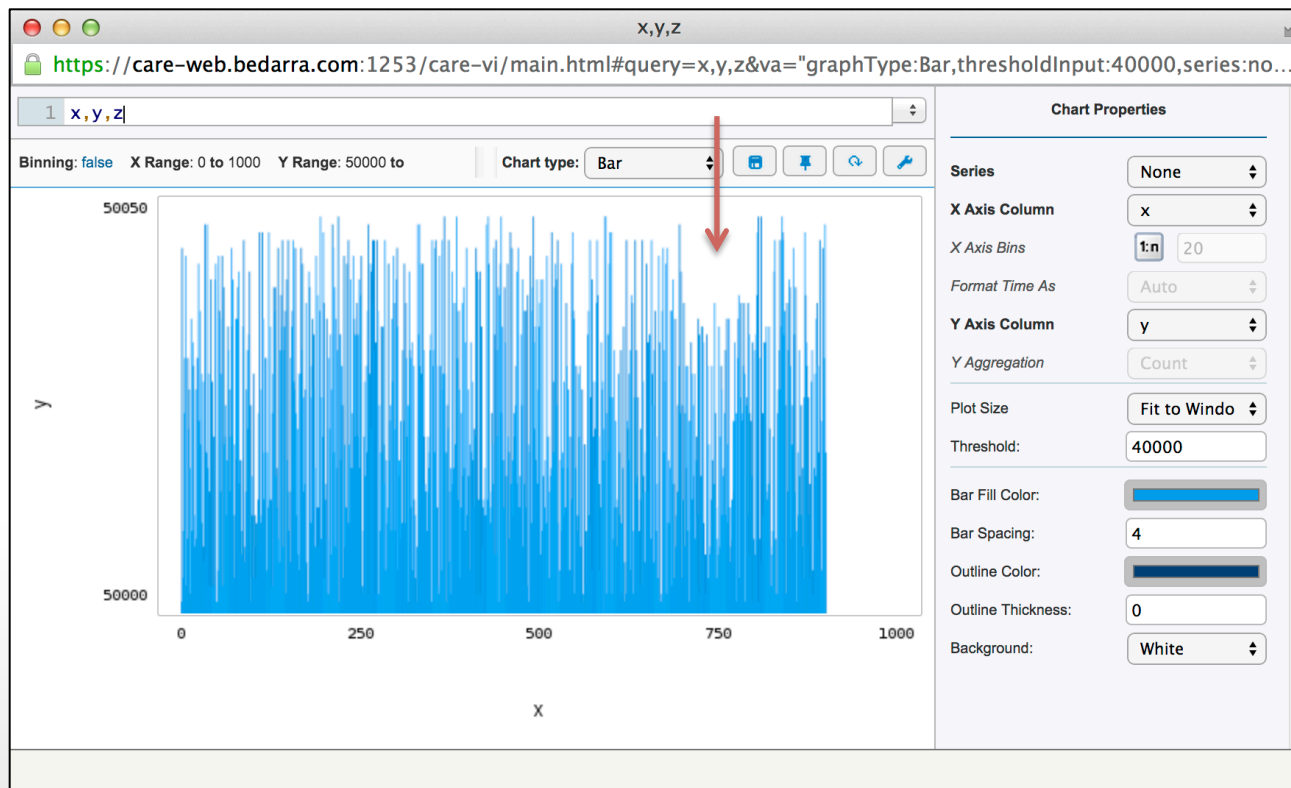 x,y,z
https://care-web.bedarra.com:1253/care-vi/main.html#query=x,y,z&va="graphType:Bar,thresholdInput:40000,series:no...
1 x,y,z
Binning: false X Range: 0 to 1000 Y Range: 50000 to Chart type: Bar
50050
y
50000
0 250 500 750 1000
x
Chart Properties
Series None
X Axis Column x
X Axis Bins 1:n 20
Format Time As Auto
Y Axis Column y
Y Aggregation Count
Plot Size Fit to Windo
Threshold: 40000
Bar Fill Color:
Bar Spacing: 4
Outline Color:
Outline Thickness: 0
Background: White